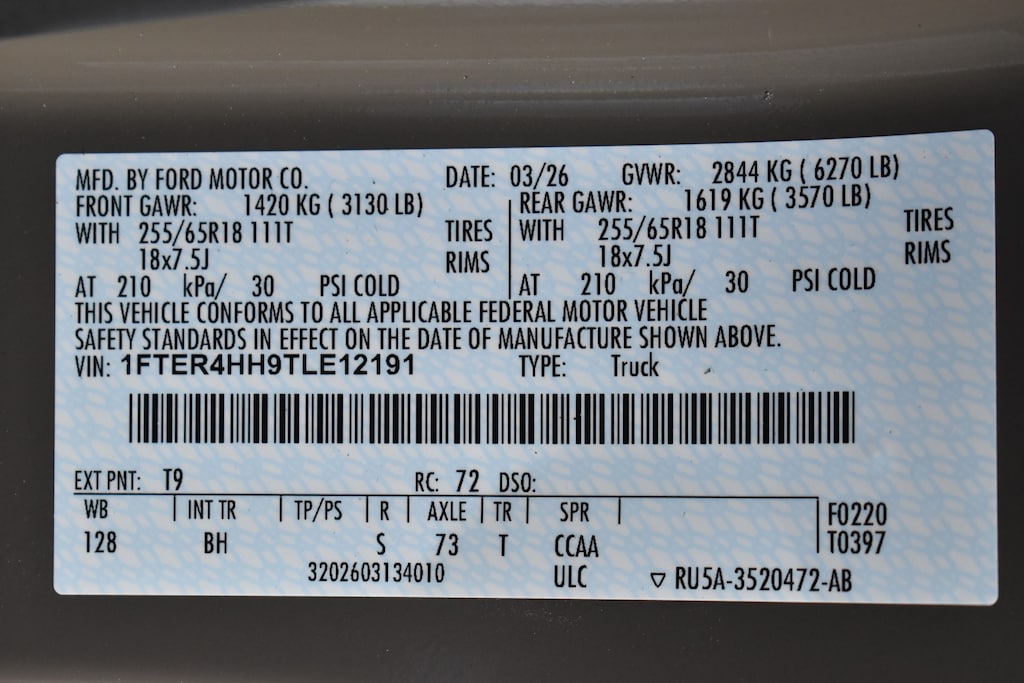 MFD. BY FORD MOTOR CO. DATE: 03/26 GVWR: 2844 KG ( 6270 LB)
FRONT GAWR: 1420 KG ( 3130 LB) REAR GAWR: 1619 KG ( 3570 LB)
WITH 255/65R18 111T TIRES WITH 255/65R18 111T TIRES
18x7.5J RIMS 18x7.5J RIMS
AT 210 kPa/ 30 PSI COLD AT 210 kPa/ 30 PSI COLD
THIS VEHICLE CONFORMS TO ALL APPLICABLE FEDERAL MOTOR VEHICLE
SAFETY STANDARDS IN EFFECT ON THE DATE OF MANUFACTURE SHOWN ABOVE.
VIN: 1FTER4HH9TLE12191 TYPE: Truck
EXT PNT: T9 RC: 72 DSO:
WB INT TR TP/PS R AXLE TR SPR F0220
128 BH S 73 T CCAA T0397
3202603134010 ULC RU5A-3520472-AB